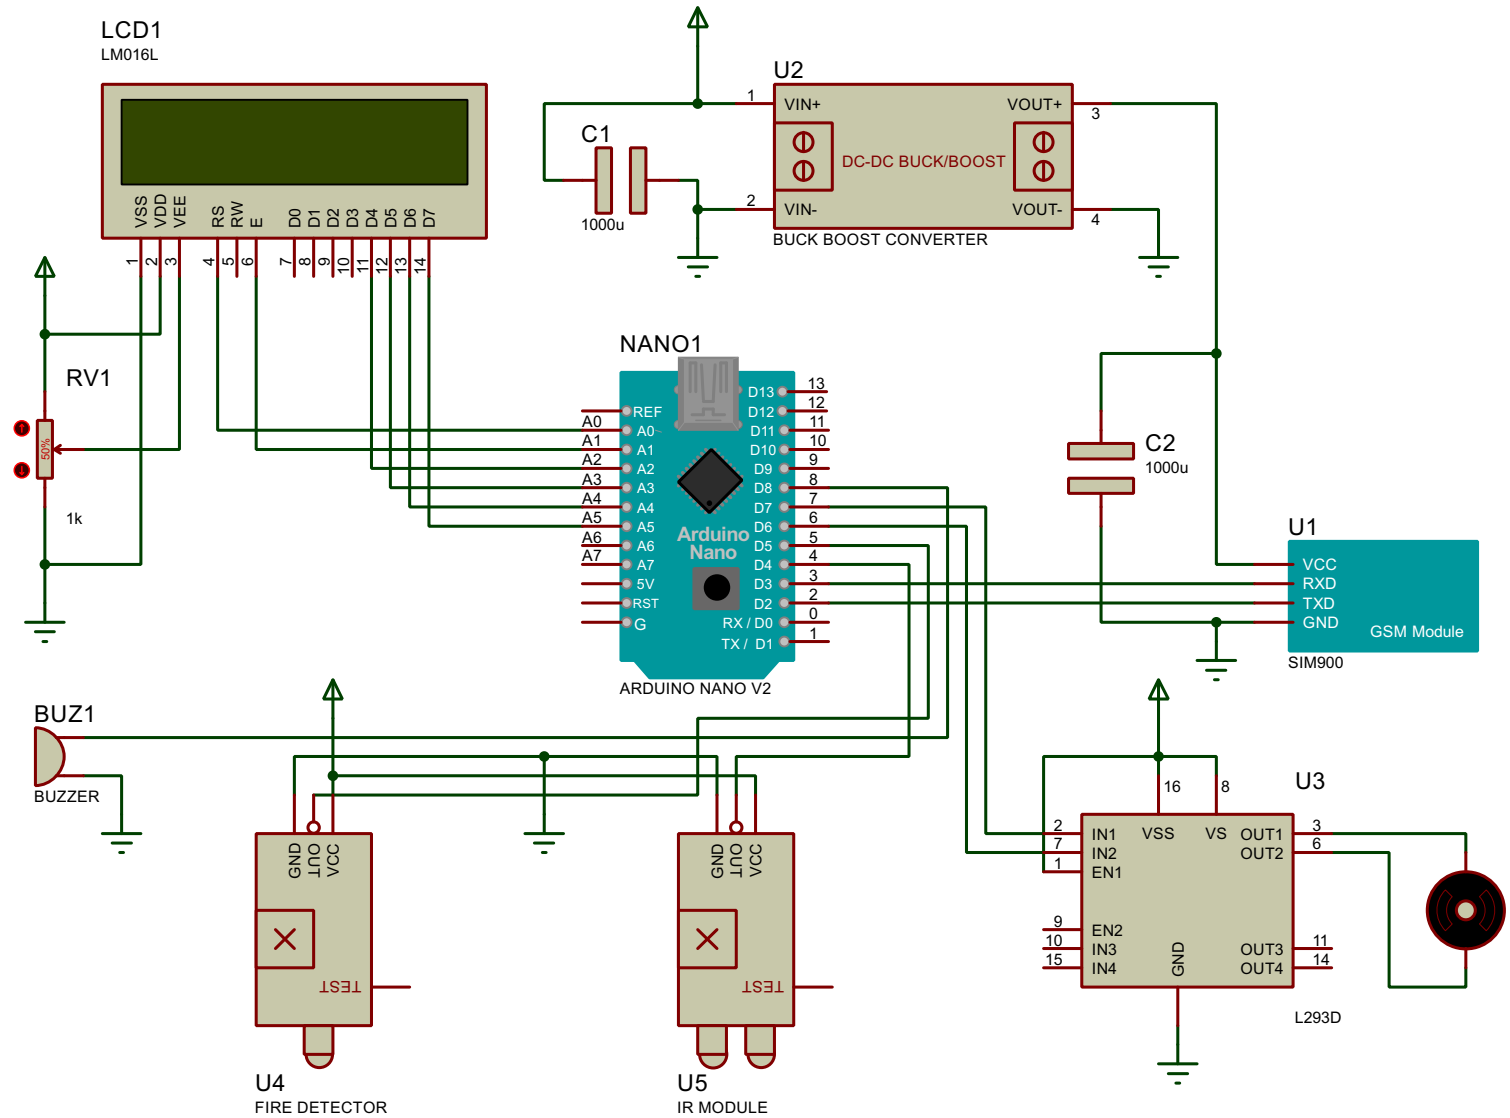 LCD1
LM016L
VSS
VDD
VEE
RS
RW
E
D0
D1
D2
D3
D4
D5
D6
D7
1
2
3
4
5
6
7
8
9
10
11
12
13
14
RV1
50%
1k
C1
1000u
U2
1 VIN+ VOUT+ 3
DC-DC BUCK/BOOST
2 VIN- VOUT- 4
BUCK BOOST CONVERTER
NANO1
D13 13
REF D12 12
A0 A0 D11 11
A1 A1 D10 10
A2 A2 D9 9
A3 A3 D8 8
A4 A4 D7 7
A5 A5 D6 6
Arduino
Nano
A6 A6 D5 5
A7 A7 D4 4
5V D3 3
RST D2 2
G RX / D0 0
TX / D1 1
ARDUINO NANO V2
C2
1000u
U1
VCC
RXD
TXD
GND
GSM Module
SIM900
BUZ1
BUZZER
GND
OUT
VCC
TEST
U4
FIRE DETECTOR
GND
OUT
VCC
TEST
U5
IR MODULE
U3
16 8
2 IN1 VSS VS OUT1 3
7 IN2 OUT2 6
1 EN1
9 EN2
10 IN3 OUT3 11
15 IN4 OUT4 14
GND
L293D